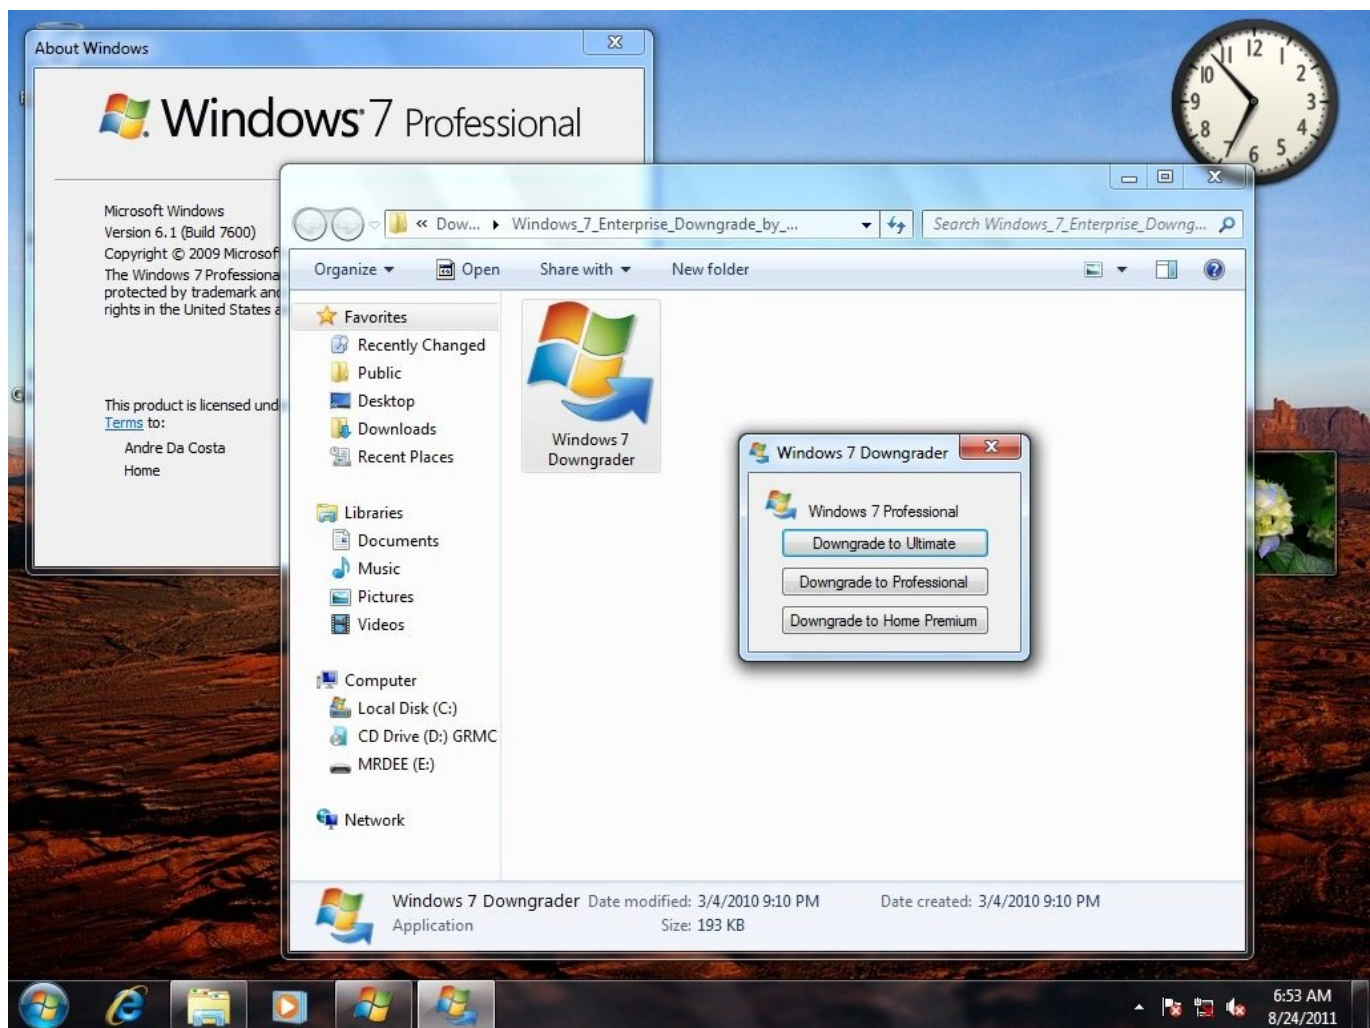 About Windows
Windows 7 Professional
Microsoft Windows
Version 6.1 (Build 7600)
Copyright © 2009 Microsof
The Windows 7 Professiona
protected by trademark and
rights in the United States a
This product is licensed und
Terms to:
Andre Da Costa
Home
12
1
2
3
4
5
6
7
8
9
10
11
« Dow... Windows_7_Enterprise_Downgrade_by_...
Search Windows_7_Enterprise_Downg...
Organize Open Share with New folder
Favorites
Recently Changed
Public
Desktop
Downloads
Recent Places
Libraries
Documents
Music
Pictures
Videos
Computer
Local Disk (C:)
CD Drive (D:) GRMC
MRDEE (E:)
Network
Windows 7
Downgrader
Windows 7 Downgrader
Windows 7 Professional
Downgrade to Ultimate
Downgrade to Professional
Downgrade to Home Premium
Windows 7 Downgrader Date modified: 3/4/2010 9:10 PM Date created: 3/4/2010 9:10 PM
Application Size: 193 KB
6:53 AM
8/24/2011